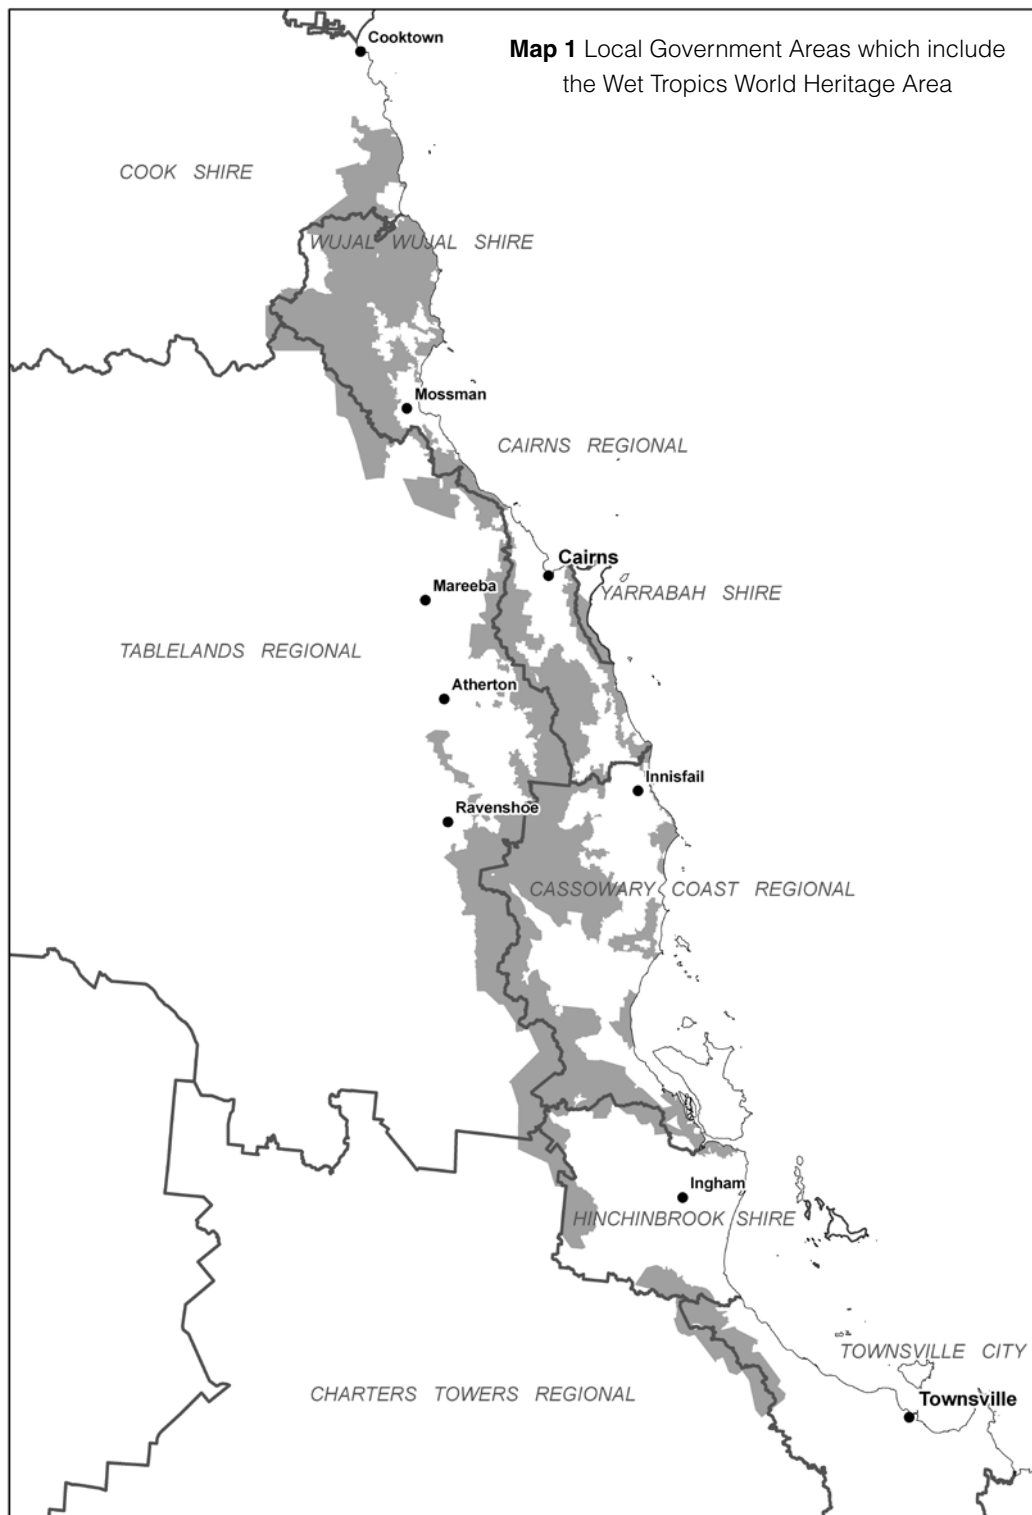 Map 1 Local Government Areas which include
the Wet Tropics World Heritage Area
Cooktown
COOK SHIRE
WUJAL WUJAL SHIRE
Mossman
CAIRNS REGIONAL
Cairns
Mareeba
YARRABAH SHIRE
TABLELANDS REGIONAL
Atherton
Innisfail
Ravenshoe
CASSOWARY COAST REGIONAL
Ingham
HINCHINBROOK SHIRE
TOWNSVILLE CITY
CHARTERS TOWERS REGIONAL
Townsville